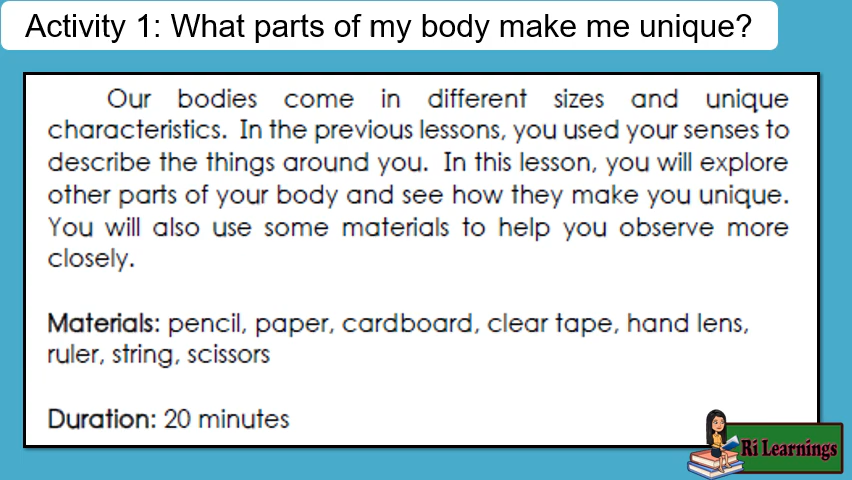 Activity 1: What parts of my body make me unique?
Our bodies come in different sizes and unique
characteristics. In the previous lessons, you used your senses to
describe the things around you. In this lesson, you will explore
other parts of your body and see how they make you unique.
You will also use some materials to help you observe more
closely.
Materials: pencil, paper, cardboard, clear tape, hand lens,
ruler, string, scissors
Duration: 20 minutes
Ri Learnings